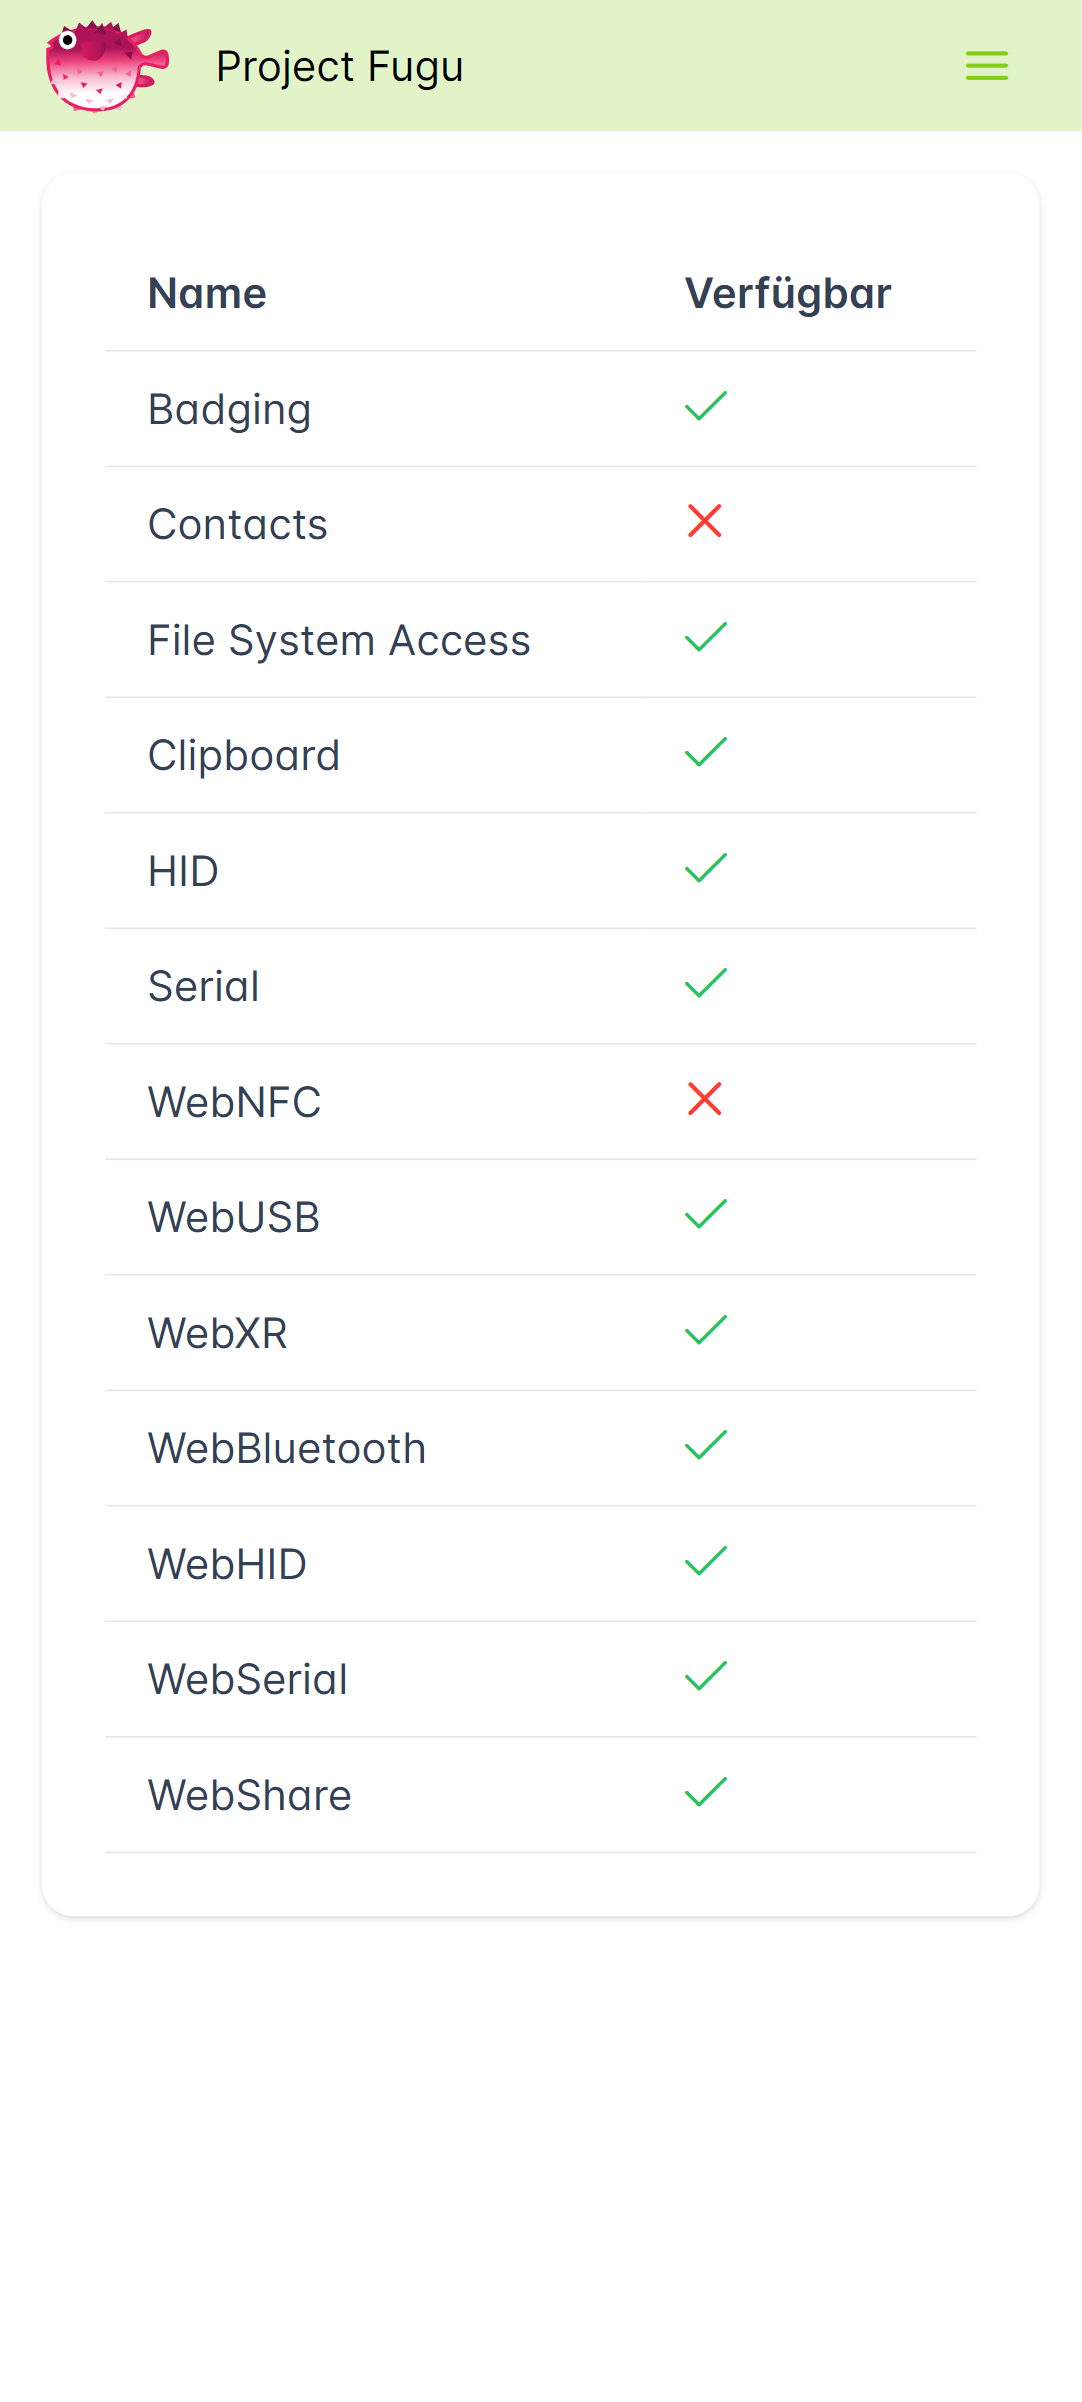 Project Fugu
Name Verfügbar
Badging
Contacts
File System Access
Clipboard
HID
Serial
WebNFC
WebUSB
WebXR
WebBluetooth
WebHID
WebSerial
WebShare